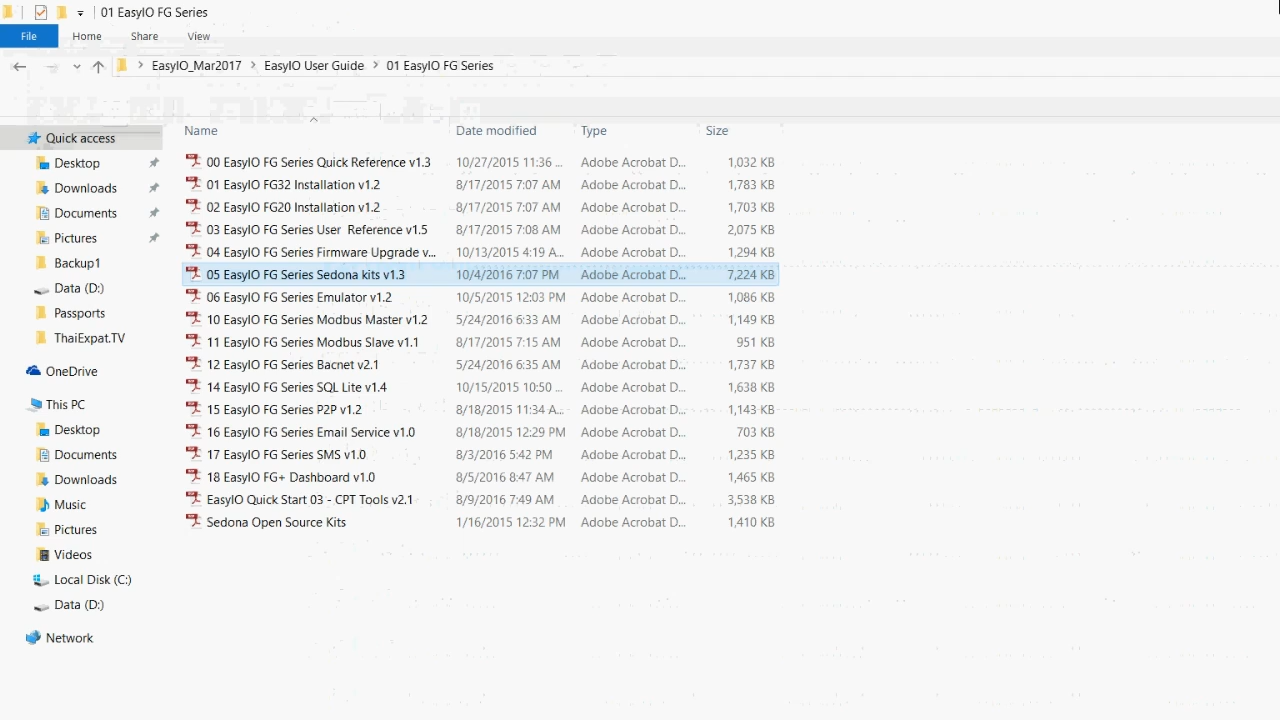 01 EasyIO FG Series
File Home Share View
EasyIO_Mar2017 > EasyIO User Guide > 01 EasyIO FG Series
Name Date modified Type Size
00 EasyIO FG Series Quick Reference v1.3 10/27/2015 11:36 ... Adobe Acrobat D... 1,032 KB
01 EasyIO FG32 Installation v1.2 8/17/2015 7:07 AM Adobe Acrobat D... 1,783 KB
02 EasyIO FG20 Installation v1.2 8/17/2015 7:07 AM Adobe Acrobat D... 1,703 KB
03 EasyIO FG Series User  Reference v1.5 8/17/2015 7:08 AM Adobe Acrobat D... 2,075 KB
04 EasyIO FG Series Firmware Upgrade v... 10/13/2015 4:19 A... Adobe Acrobat D... 1,294 KB
05 EasyIO FG Series Sedona kits v1.3 10/4/2016 7:07 PM Adobe Acrobat D... 7,224 KB
06 EasyIO FG Series Emulator v1.2 10/5/2015 12:03 PM Adobe Acrobat D... 1,086 KB
10 EasyIO FG Series Modbus Master v1.2 5/24/2016 6:33 AM Adobe Acrobat D... 1,149 KB
11 EasyIO FG Series Modbus Slave v1.1 8/17/2015 7:15 AM Adobe Acrobat D... 951 KB
12 EasyIO FG Series Bacnet v2.1 5/24/2016 6:35 AM Adobe Acrobat D... 1,737 KB
14 EasyIO FG Series SQL Lite v1.4 10/15/2015 10:50 ... Adobe Acrobat D... 1,638 KB
15 EasyIO FG Series P2P v1.2 8/18/2015 11:34 A... Adobe Acrobat D... 1,143 KB
16 EasyIO FG Series Email Service v1.0 8/18/2015 12:29 PM Adobe Acrobat D... 703 KB
17 EasyIO FG Series SMS v1.0 8/3/2016 5:42 PM Adobe Acrobat D... 1,235 KB
18 EasyIO FG+ Dashboard v1.0 8/5/2016 8:47 AM Adobe Acrobat D... 1,465 KB
EasyIO Quick Start 03 - CPT Tools v2.1 8/9/2016 7:49 AM Adobe Acrobat D... 3,538 KB
Sedona Open Source Kits 1/16/2015 12:32 PM Adobe Acrobat D... 1,410 KB
Quick access
Desktop
Downloads
Documents
Pictures
Backup1
Data (D:)
Passports
ThaiExpat.TV
OneDrive
This PC
Desktop
Documents
Downloads
Music
Pictures
Videos
Local Disk (C:)
Data (D:)
Network